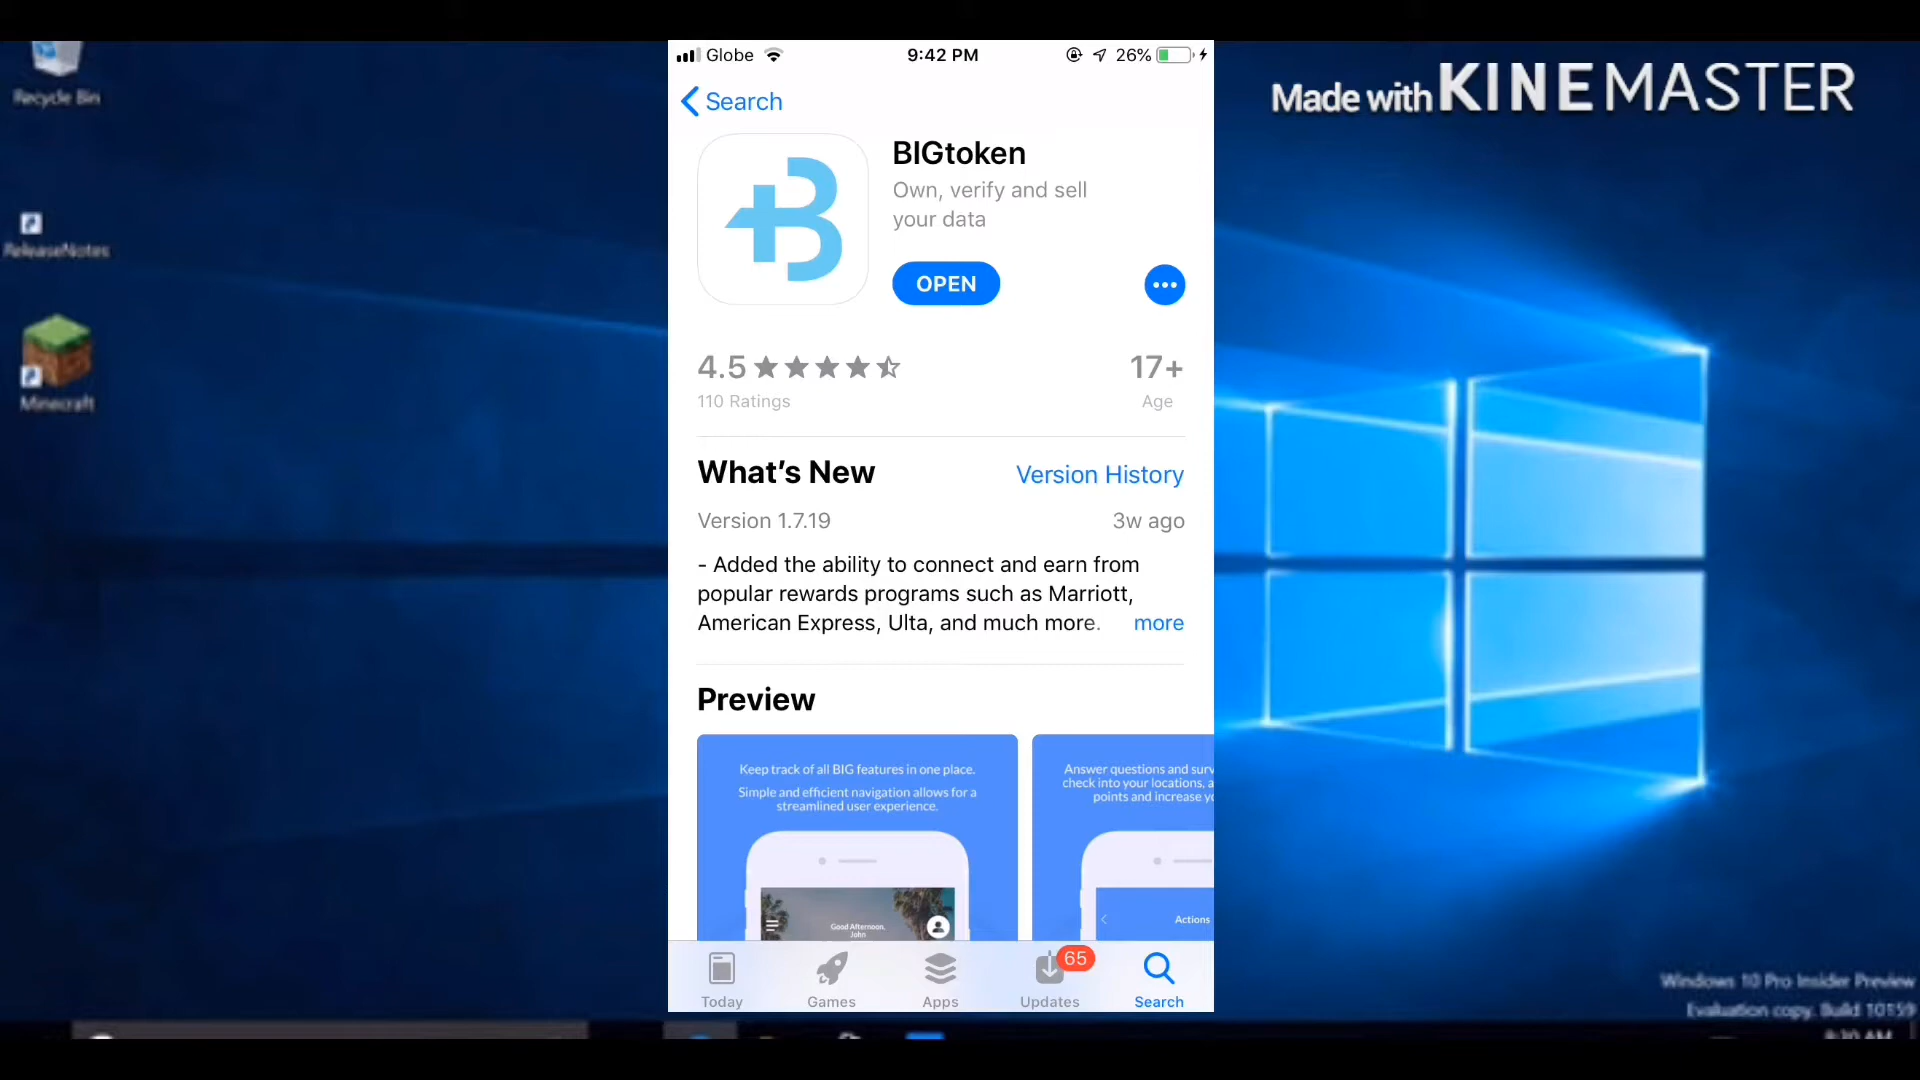 Recycle Bin
ReleaseNotes
Minecraft
Globe
9:42 PM
26%
Search
BIGtoken
Own, verify and sell
your data
OPEN
4.5
17+
110 Ratings
Age
What's New
Version History
Version 1.7.19
3w ago
- Added the ability to connect and earn from
popular rewards programs such as Marriott,
American Express, Ulta, and much more.
more
Preview
Keep track of all BIG features in one place.
Simple and efficient navigation allows for a
streamlined user experience.
Good Afternoon,
John
Answer questions and surv
check into your locations, a
points and increase yo
Actions
65
Today
Games
Apps
Updates
Search
Made with KINEMASTER
Windows 10 Pro Insider Preview
Evaluation copy. Build 10159